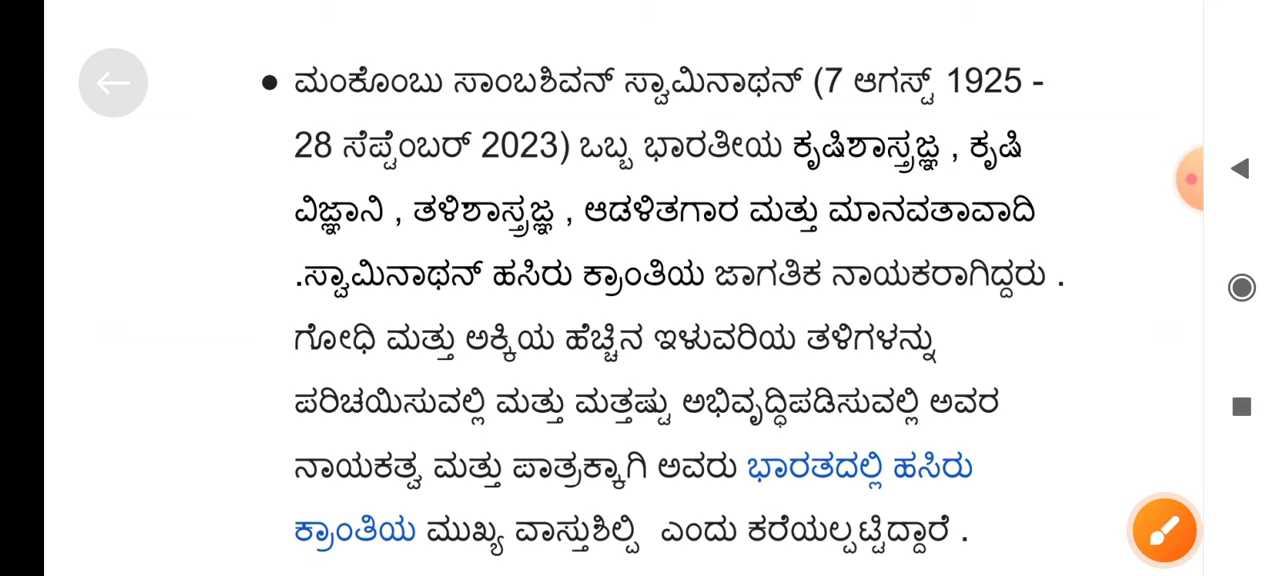 ● ಮಂಕೊಂಬು ಸಾಂಬಶಿವನ್ ಸ್ವಾಮಿನಾಥನ್ (7 ಆಗಸ್ಟ್ 1925 -
28 ಸೆಪ್ಟೆಂಬರ್ 2023) ಒಬ್ಬ ಭಾರತೀಯ ಕೃಷಿಶಾಸ್ತ್ರಜ್ಞ , ಕೃಷಿ
ವಿಜ್ಞಾನಿ , ತಳಿಶಾಸ್ತ್ರಜ್ಞ , ಆಡಳಿತಗಾರ ಮತ್ತು ಮಾನವತಾವಾದಿ
.ಸ್ವಾಮಿನಾಥನ್ ಹಸಿರು ಕ್ರಾಂತಿಯ ಜಾಗತಿಕ ನಾಯಕರಾಗಿದ್ದರು .
ಗೋಧಿ ಮತ್ತು ಅಕ್ಕಿಯ ಹೆಚ್ಚಿನ ಇಳುವರಿಯ ತಳಿಗಳನ್ನು
ಪರಿಚಯಿಸುವಲ್ಲಿ ಮತ್ತು ಮತ್ತಷ್ಟು ಅಭಿವೃದ್ಧಿಪಡಿಸುವಲ್ಲಿ ಅವರ
ನಾಯಕತ್ವ ಮತ್ತು ಪಾತ್ರಕ್ಕಾಗಿ ಅವರು ಭಾರತದಲ್ಲಿ ಹಸಿರು
ಕ್ರಾಂತಿಯ ಮುಖ್ಯ ವಾಸ್ತುಶಿಲ್ಪಿ ಎಂದು ಕರೆಯಲ್ಪಟ್ಟಿದ್ದಾರೆ .